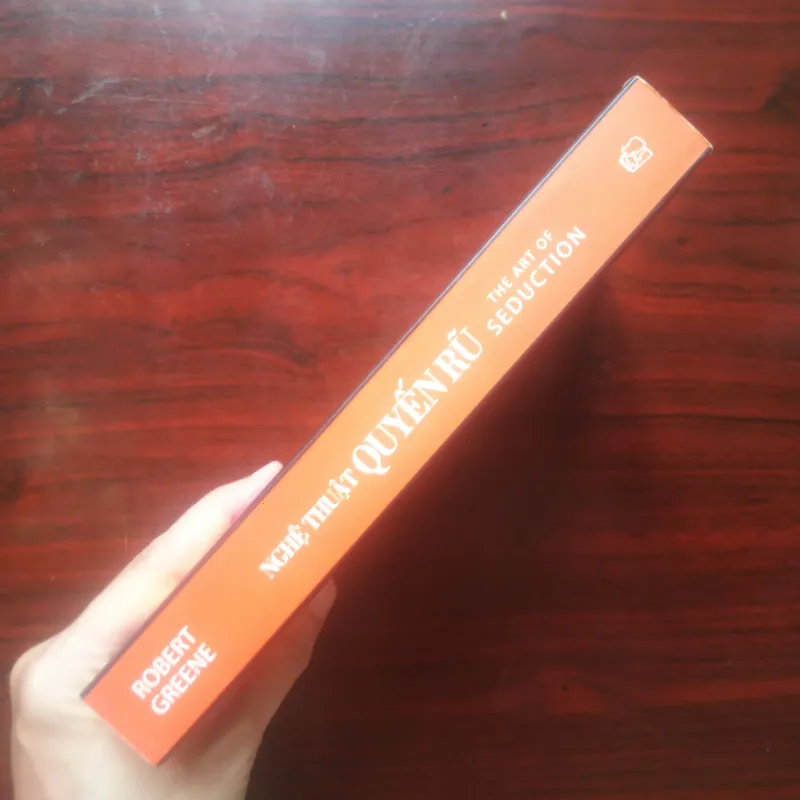 ROBERT
GREENE
NGHỆ THUẬT QUYẾN RŨ
THE ART OF
SEDUCTION